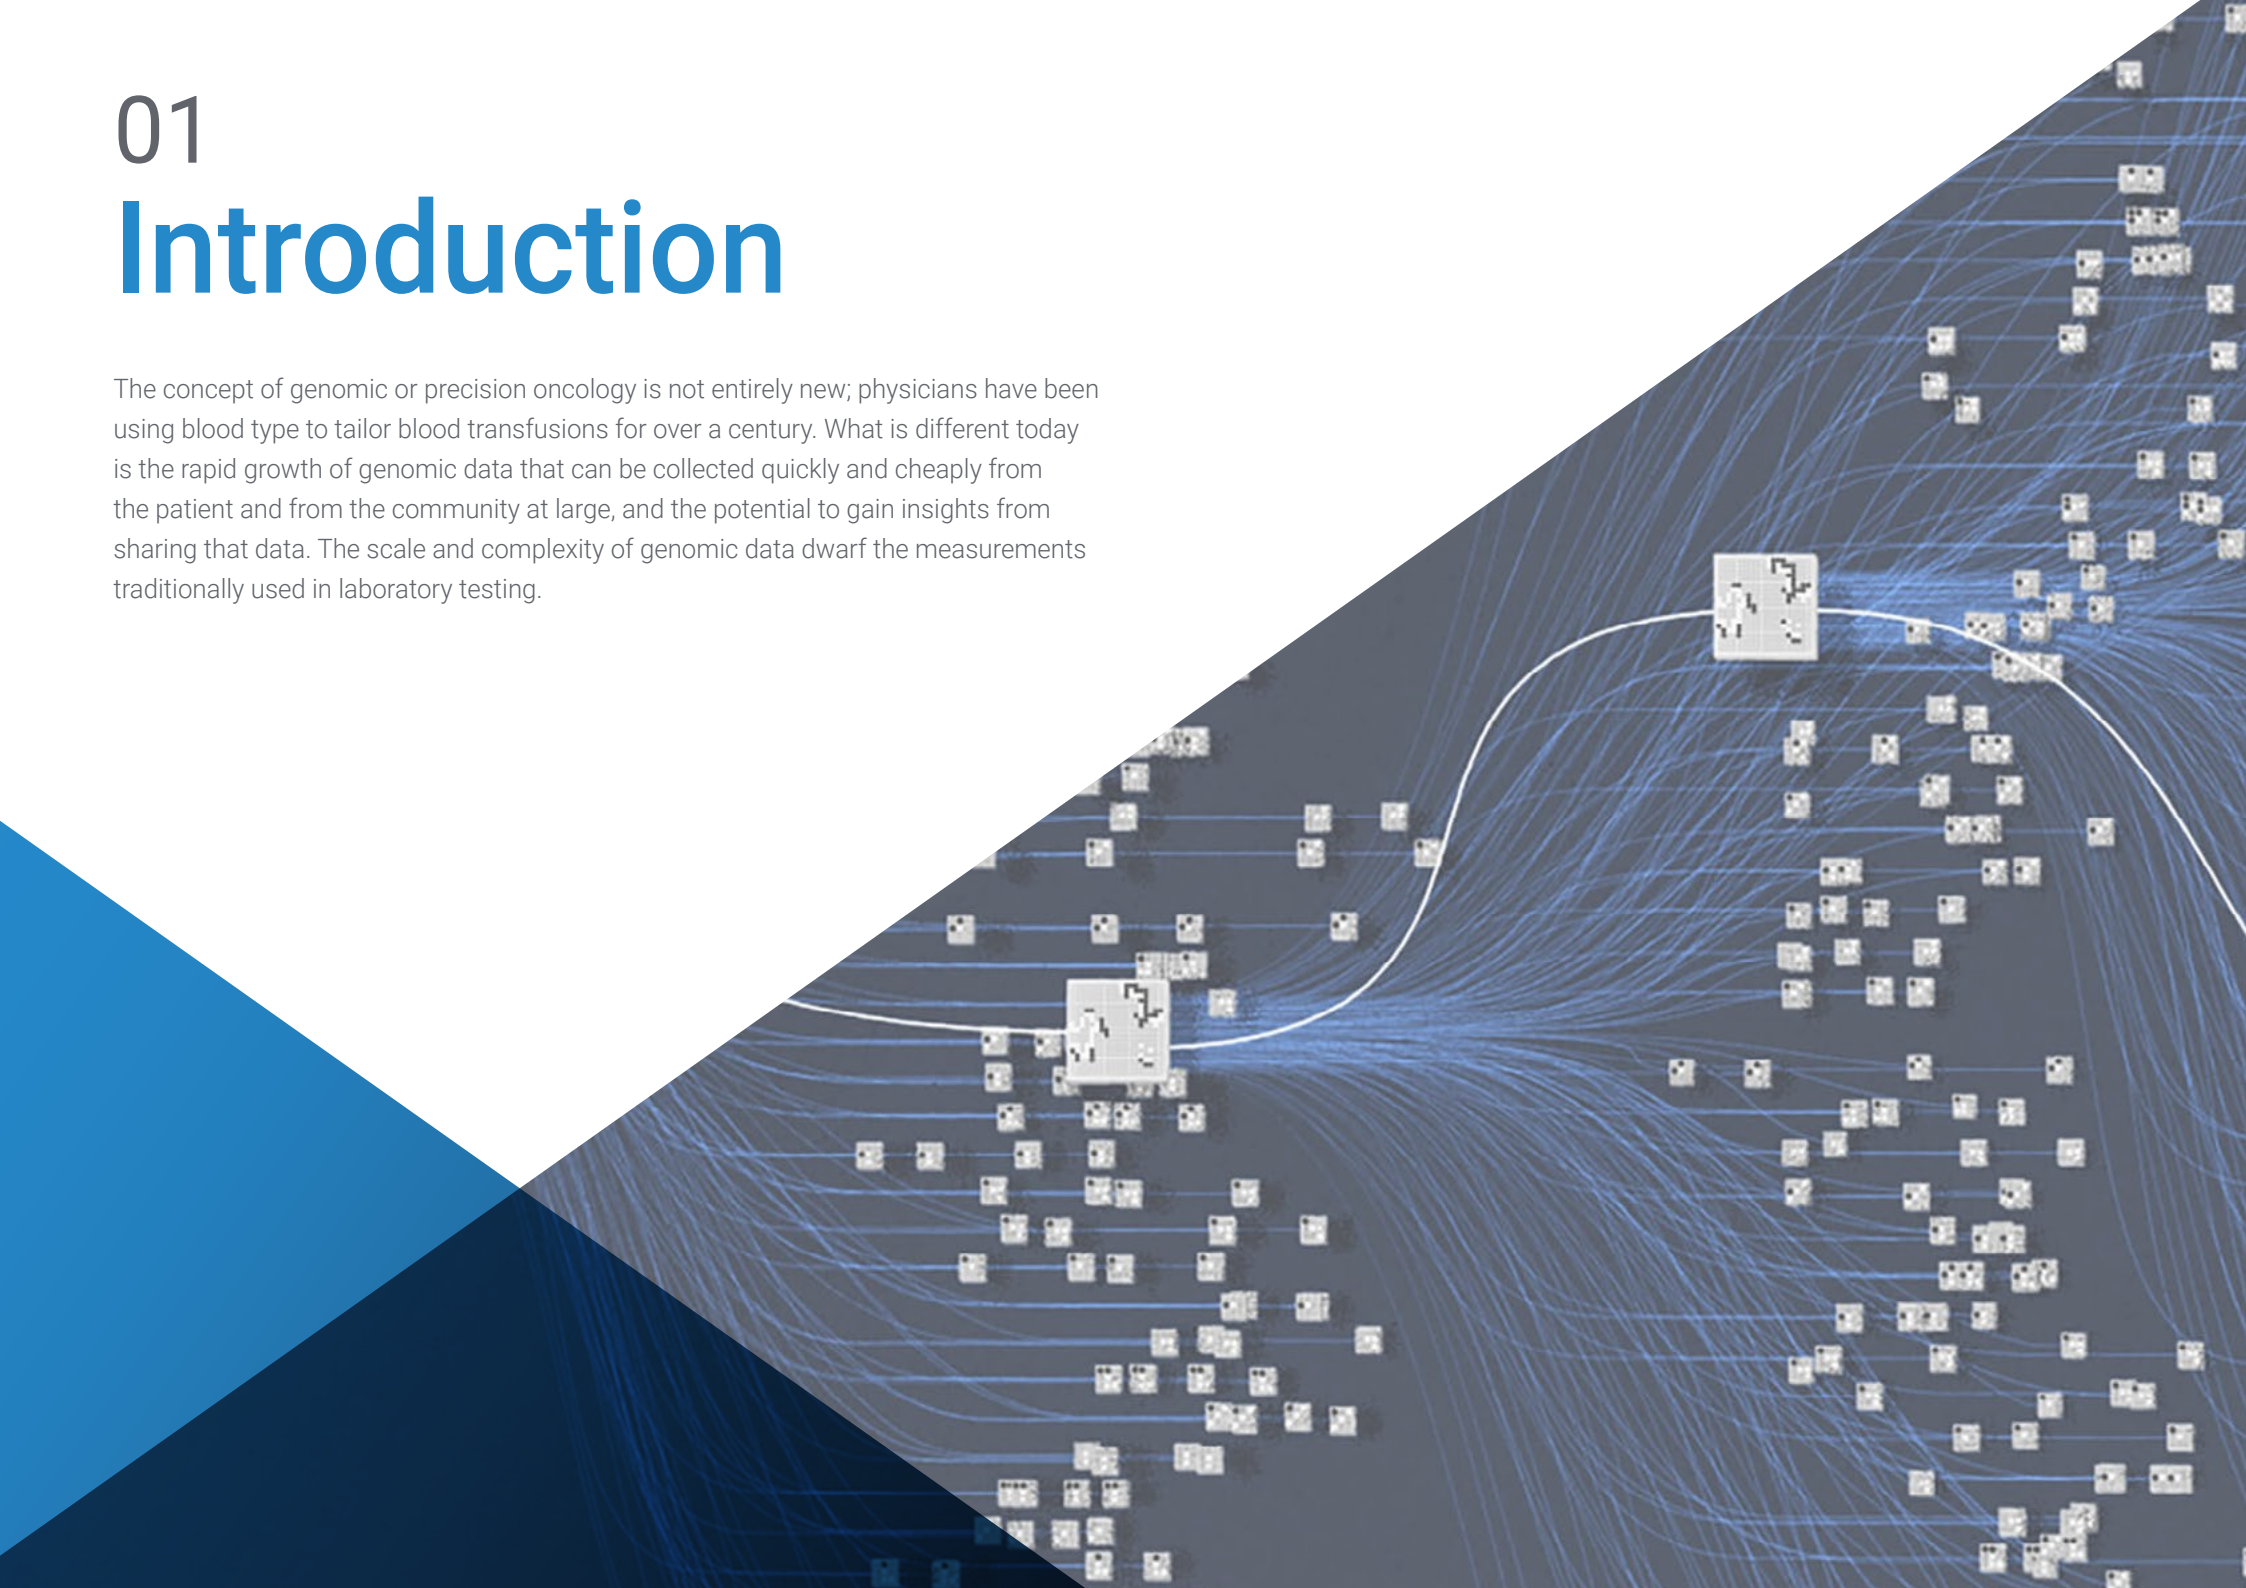 01
Introduction
The concept of genomic or precision oncology is not entirely new; physicians have been
using blood type to tailor blood transfusions for over a century. What is different today
is the rapid growth of genomic data that can be collected quickly and cheaply from
the patient and from the community at large, and the potential to gain insights from
sharing that data. The scale and complexity of genomic data dwarf the measurements
traditionally used in laboratory testing.